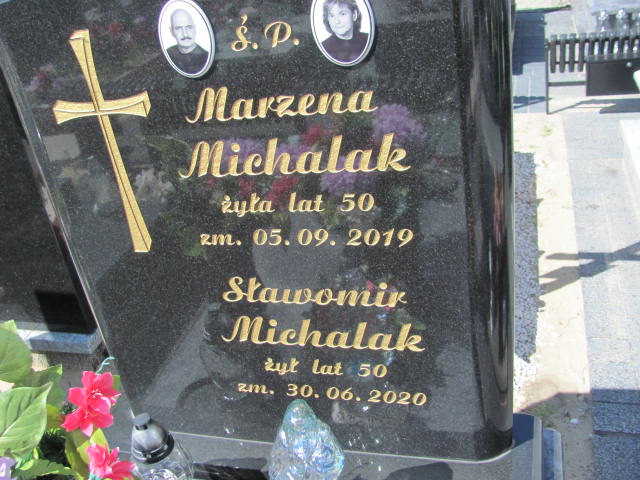 Ś. P.
Marzena
Michalak
żyła lat 50
zm. 05.09.2019
Sławomir
Michalak
żył lat 50
zm. 30.06.2020